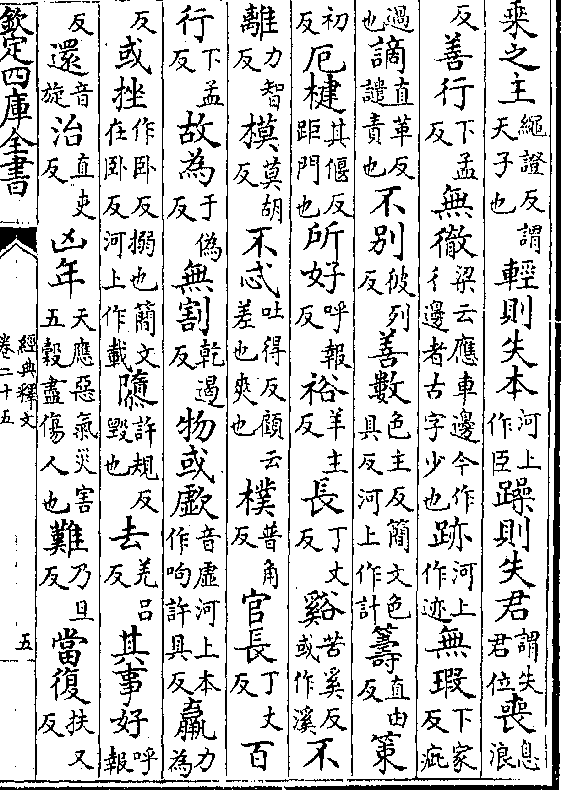 乘之主繩證反謂天子也輕則失本河上作臣躁則失君謂失君位喪息浪
反善行下孟反無徹梁云應車邊今作彳邊者古字少也跡河上作迹無瑕下家反疵
過也謫直革反譴責也不別彼列反善數色主反簡文色具反河上作計籌直由反策
初反厄楗其偃反距門也所好呼報反裕羊主反長丁丈反谿苦奚反或作溪不
離力智反模莫胡反不忒吐得反顧云差也爽也樸普角反官長丁丈反百
行下孟反故為于偽反無割乾遏反物或歔音虛河上本作呴許具反羸力為
反或挫作臥反搦也簡文在臥反河上作載隳許規反毀也去羌呂反其事好呼報
反還音旋治直吏反凶年天應惡氣災害五穀盡傷人也難乃旦反當復扶又反
欽定四庫全書
經典釋文
卷二十五
五